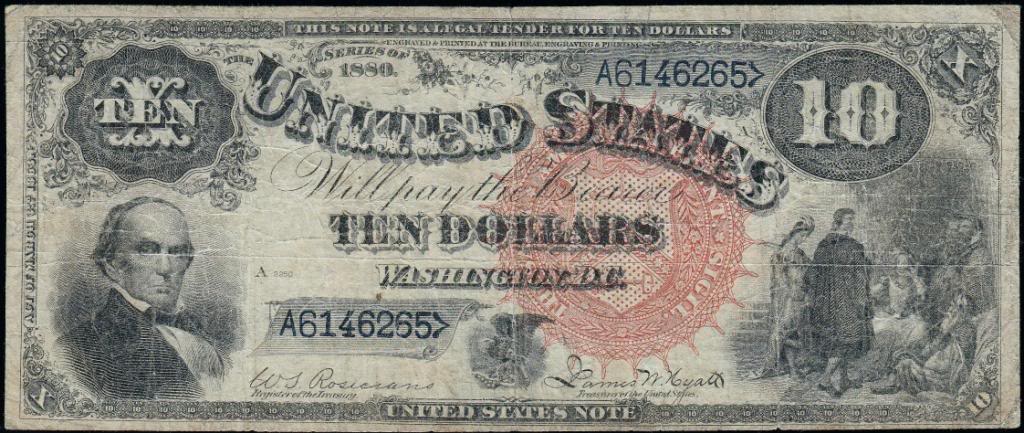 THIS NOTE IS A LEGAL TENDER FOR TEN DOLLARS
ENGRAVED & PRINTED AT THE BUREAU, ENGRAVING & PRINTING
SERIES OF
1880.
10
X
TEN
THE
UNITED STATES
A6146265>
10
Will pay the Bearer
TEN DOLLARS
WASHINGTON, D.C.
A
A6146265>
W.S. Rosecrans
Register of the Treasury
James W. Hyatt
Treasurer of the United States.
X
UNITED STATES NOTE
10